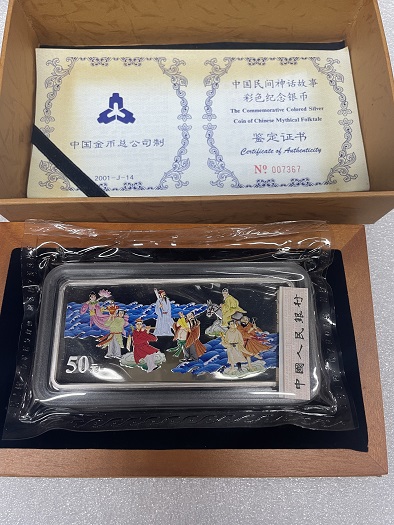 中国民间神话故事
彩色纪念银币
The Commemorative Colored Silver
Coin of Chinese Mythical Folktale
鉴定证书
Certificate of Authenticity
№ 007367
中国金币总公司制
2001-J-14
50元
中國人民銀行